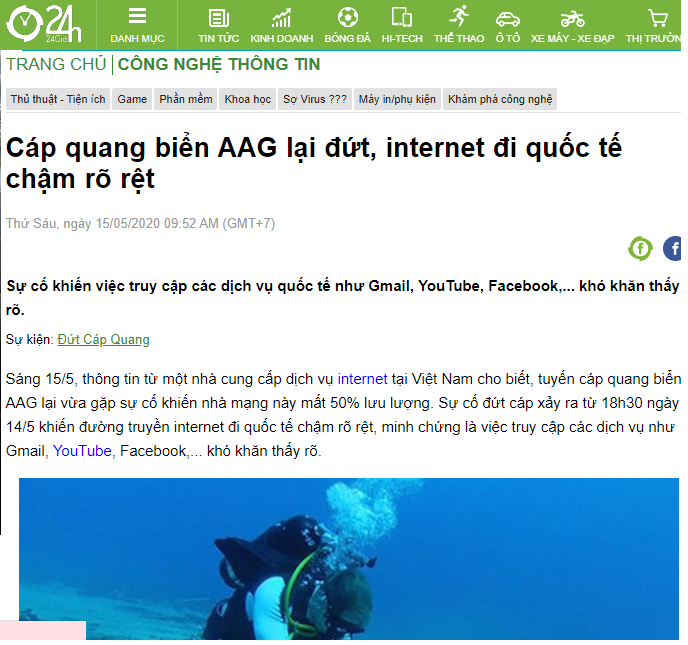 24h
24Giờ
DANH MỤC
TIN TỨC
KINH DOANH
BÓNG ĐÁ
HI-TECH
THỂ THAO
Ô TÔ
XE MÁY - XE ĐẠP
THỊ TRƯỜN
TRANG CHỦ | CÔNG NGHỆ THÔNG TIN
Thủ thuật - Tiện ích
Game
Phần mềm
Khoa học
Sợ Virus ???
Máy in/phụ kiện
Khám phá công nghệ
Cáp quang biển AAG lại đứt, internet đi quốc tế
chậm rõ rệt
Thứ Sáu, ngày 15/05/2020 09:52 AM (GMT+7)
Sự cố khiến việc truy cập các dịch vụ quốc tế như Gmail, YouTube, Facebook,... khó khăn thấy
rõ.
Sự kiện: Đứt Cáp Quang
Sáng 15/5, thông tin từ một nhà cung cấp dịch vụ internet tại Việt Nam cho biết, tuyến cáp quang biển
AAG lại vừa gặp sự cố khiến nhà mạng này mất 50% lưu lượng. Sự cố đứt cáp xảy ra từ 18h30 ngày
14/5 khiến đường truyền internet đi quốc tế chậm rõ rệt, minh chứng là việc truy cập các dịch vụ như
Gmail, YouTube, Facebook,... khó khăn thấy rõ.